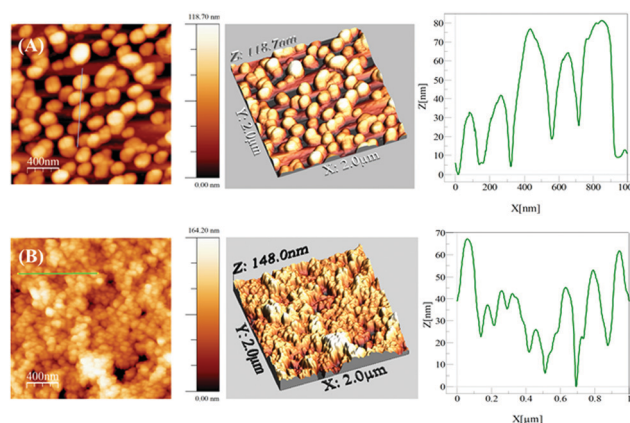 (A)
400nm
118.70 nm
0.00 nm
Z: 118.7nm
Y: 2.0µm
X: 2.0µm
Z[nm]
80
70
60
50
40
30
20
10
0
0 200 400 600 800 1000
X[nm]
(B)
400nm
164.20 nm
0.00 nm
Z: 148.0nm
Y: 2.0µm
X: 2.0µm
Z[nm]
70
60
50
40
30
20
10
0
0 0.2 0.4 0.6 0.8 1
X[µm]